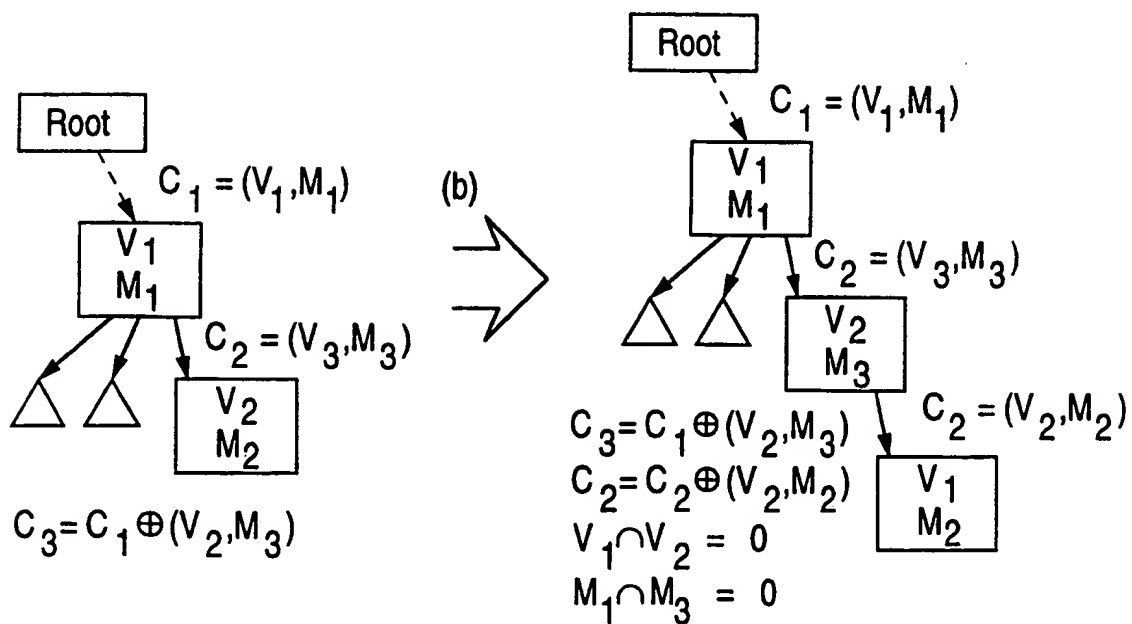 Root
C₁ = (V₁,M₁)
V₁
M₁
C₂ = (V₃,M₃)
V₂
M₂
C₃=C₁⊕(V₂,M₃)
(b)
Root
C₁ = (V₁,M₁)
V₁
M₁
C₂ = (V₃,M₃)
V₂
M₃
C₂ = (V₂,M₂)
V₁
M₂
C₃=C₁⊕(V₂,M₃)
C₂=C₂⊕(V₂,M₂)
V₁∩V₂ = 0
M₁∩M₃ = 0